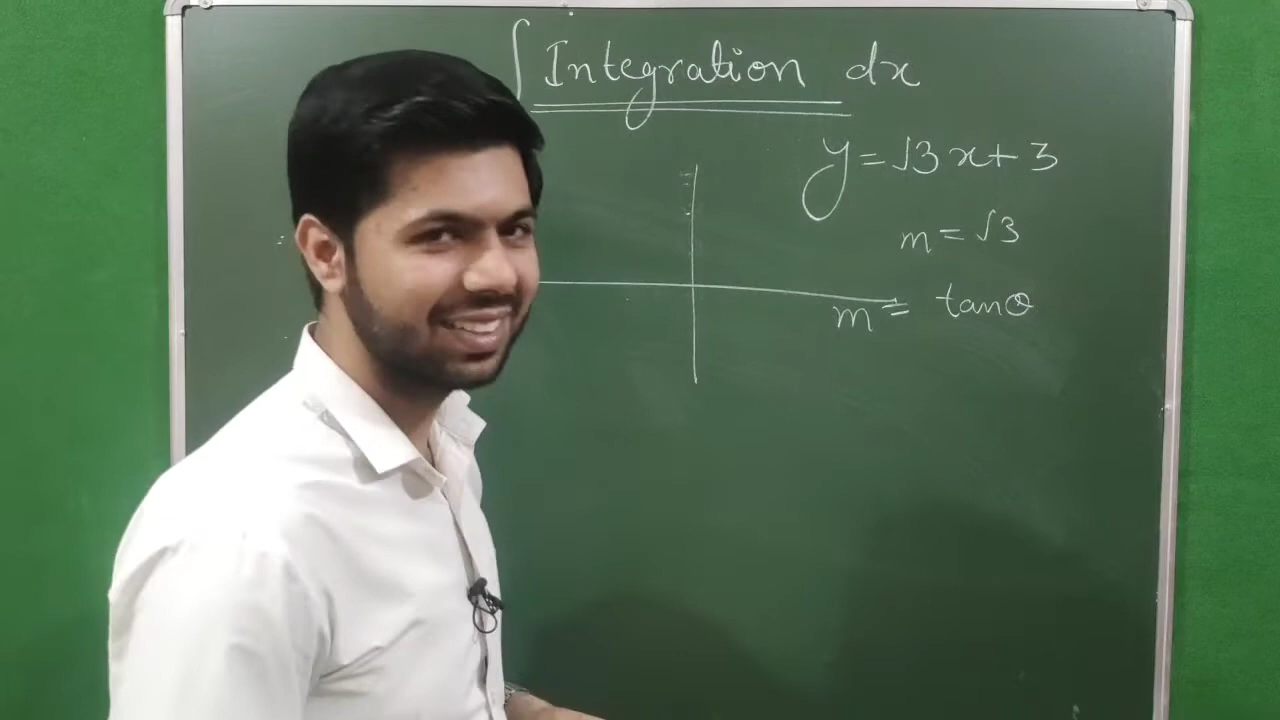 ∫ Integration dx
y = √3 x + 3
m = √3
m = tanθ